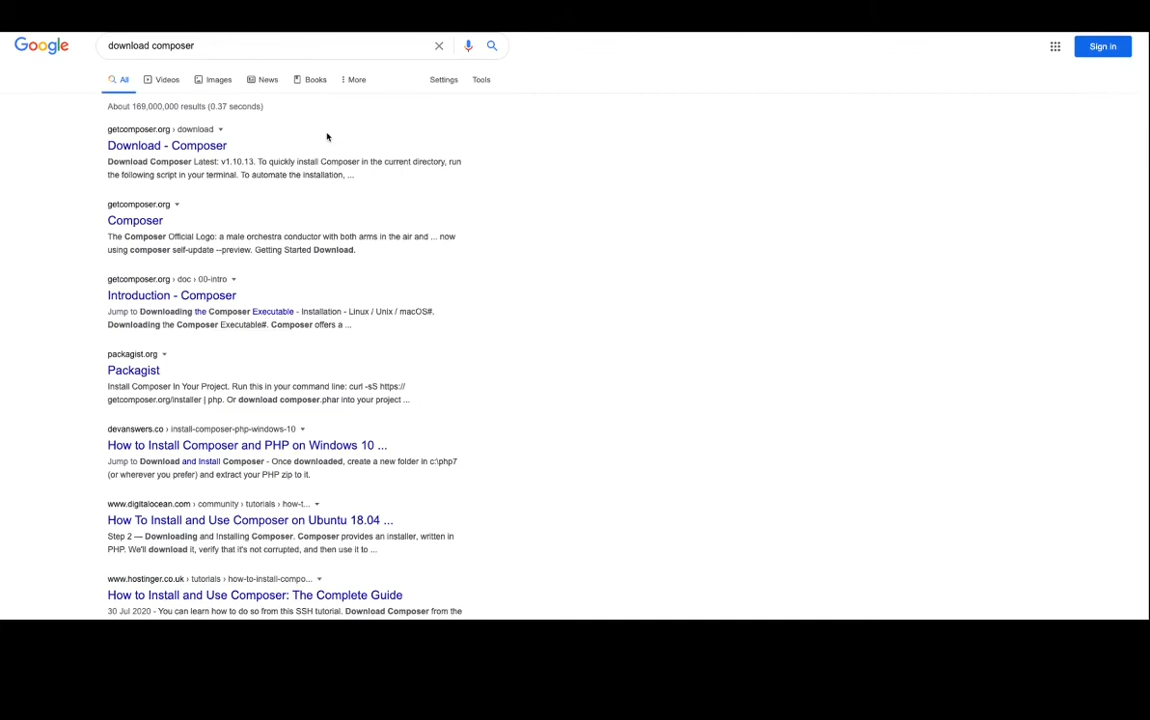 Google
download composer
Sign in
All
Videos
Images
News
Books
More
Settings
Tools
About 169,000,000 results (0.37 seconds)
getcomposer.org › download
Download - Composer
Download Composer Latest: v1.10.13. To quickly install Composer in the current directory, run
the following script in your terminal. To automate the installation, ...
getcomposer.org
Composer
The Composer Official Logo: a male orchestra conductor with both arms in the air and ... now
using composer self-update --preview. Getting Started Download.
getcomposer.org › doc › 00-intro
Introduction - Composer
Jump to Downloading the Composer Executable - Installation - Linux / Unix / macOS#.
Downloading the Composer Executable#. Composer offers a ...
packagist.org
Packagist
Install Composer In Your Project. Run this in your command line: curl -sS https://
getcomposer.org/installer | php. Or download composer.phar into your project ...
devanswers.co › install-composer-php-windows-10
How to Install Composer and PHP on Windows 10 ...
Jump to Download and Install Composer - Once downloaded, create a new folder in c:\php7
(or wherever you prefer) and extract your PHP zip to it.
www.digitalocean.com › community › tutorials › how-t...
How To Install and Use Composer on Ubuntu 18.04 ...
Step 2 — Downloading and Installing Composer. Composer provides an installer, written in
PHP. We'll download it, verify that it's not corrupted, and then use it to ...
www.hostinger.co.uk › tutorials › how-to-install-compo...
How to Install and Use Composer: The Complete Guide
30 Jul 2020 - You can learn how to do so from this SSH tutorial. Download Composer from the